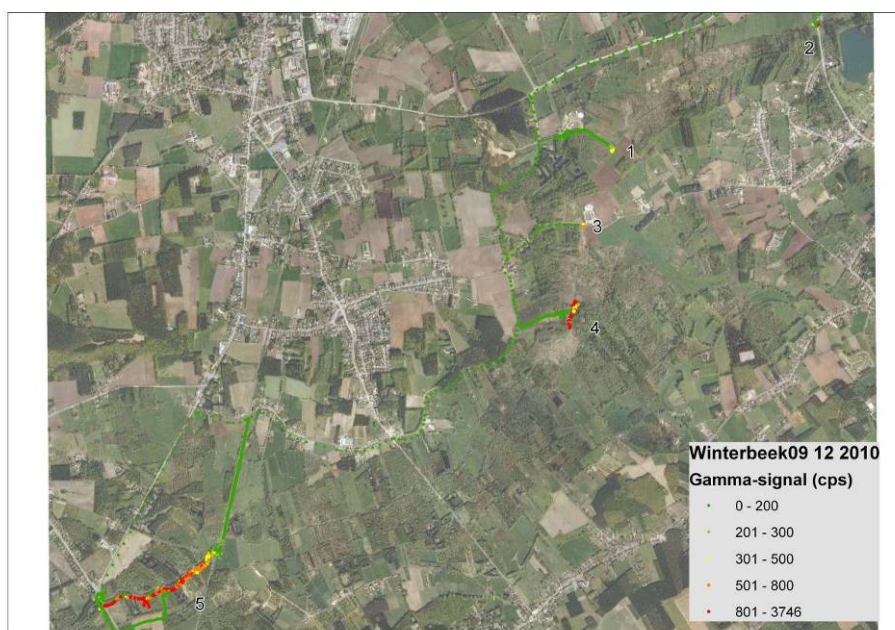 2
1
3
4
5
Winterbeek09 12 2010
Gamma-signal (cps)
0 - 200
201 - 300
301 - 500
501 - 800
801 - 3746